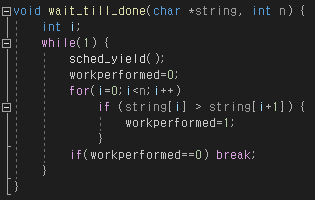 void wait_till_done(char *string, int n) {
    int i;
    while(1) {
        sched_yield();
        workperformed=0;
        for(i=0;i<n;i++)
            if (string[i] > string[i+1]) {
                workperformed=1;
            }
        if(workperformed==0) break;
    }
}